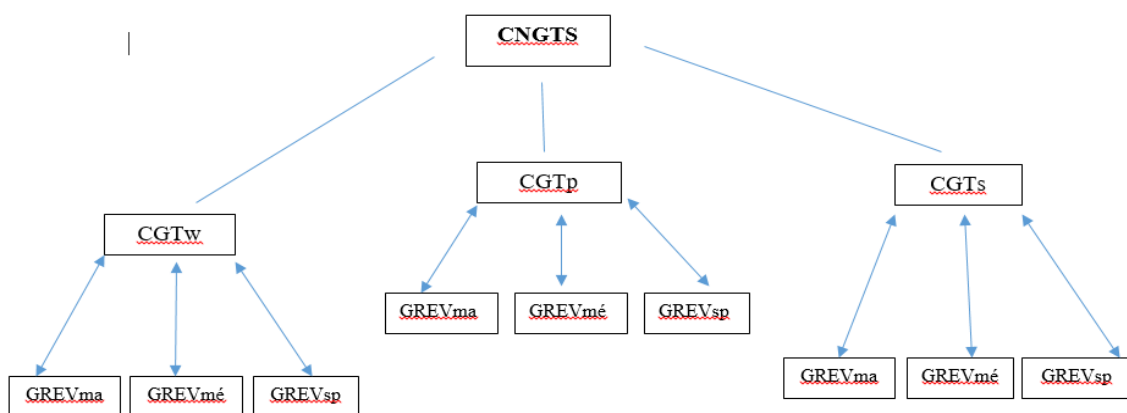 CNGTS
CGTp
CGTs
CGTw
GREVma
GREVmé
GREVsp
GREVma
GREVmé
GREVsp
GREVma
GREVmé
GREVsp